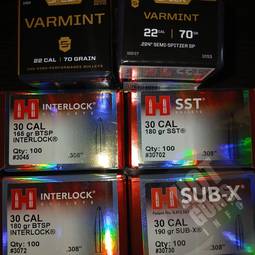 VARMINT
22 CAL | 70 GRAIN
VARMINT
22 CAL | 70 GR
.224" SEMI-SPITZER SP
INTERLOCK
30 CAL
165 gr BTSP
INTERLOCK®
Qty: 100
#3045
.308"
SST
30 CAL
180 gr SST®
Qty: 100
#30702
.308"
INTERLOCK
30 CAL
180 gr BTSP
INTERLOCK®
Qty: 100
#3072
.308"
SUB-X
30 CAL
190 gr SUB-X®
Qty: 100
#30730
.308"